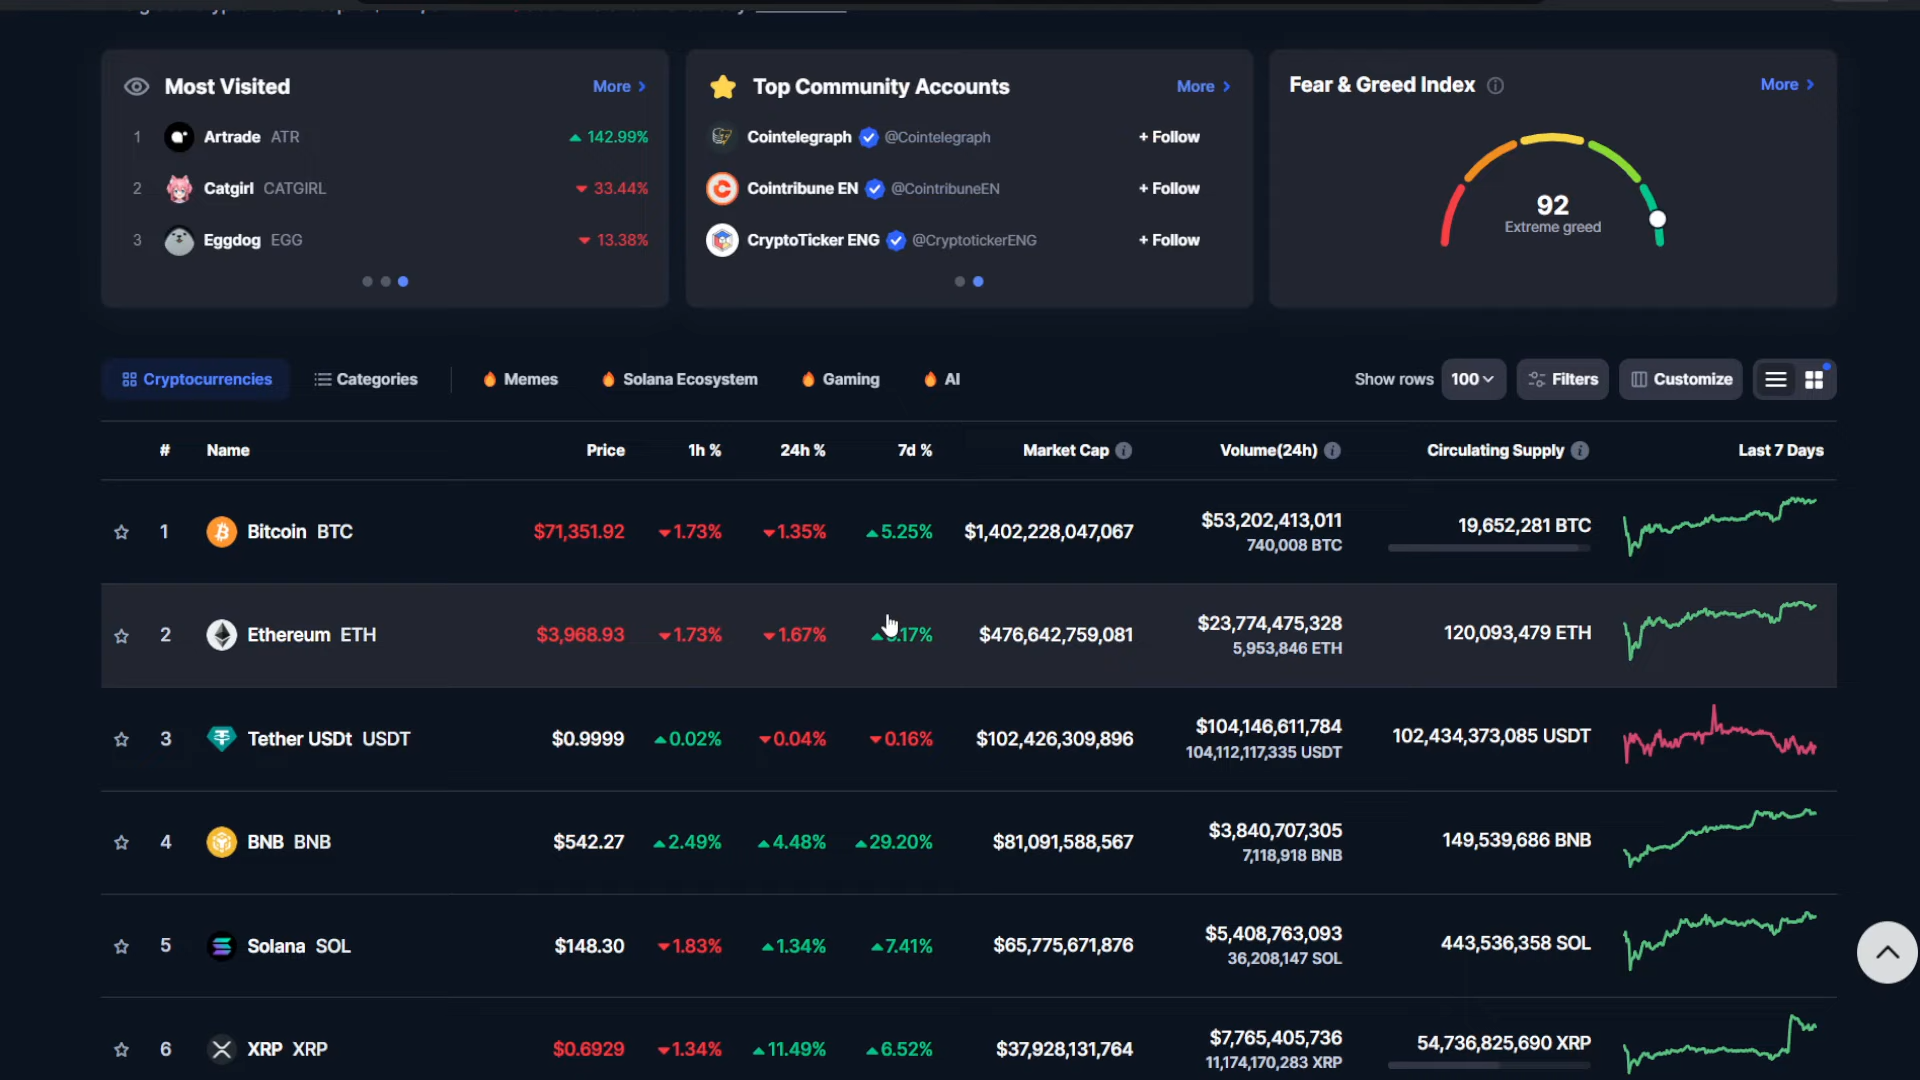 Most Visited
More >
1 Artrade ATR ▲ 142.99%
2 Catgirl CATGIRL ▼ 33.44%
3 Eggdog EGG ▼ 13.38%
Top Community Accounts
More >
Cointelegraph @Cointelegraph + Follow
Cointribune EN @CointribuneEN + Follow
CryptoTicker ENG @CryptotickerENG + Follow
Fear & Greed Index
More >
92
Extreme greed
Cryptocurrencies Categories Memes Solana Ecosystem Gaming AI Show rows 100 Filters Customize
# Name Price 1h % 24h % 7d % Market Cap Volume(24h) Circulating Supply Last 7 Days
1 Bitcoin BTC $71,351.92 ▼1.73% ▼1.35% ▲5.25% $1,402,228,047,067 $53,202,413,011 19,652,281 BTC
740,008 BTC
2 Ethereum ETH $3,968.93 ▼1.73% ▼1.67% $476,642,759,081 $23,774,475,328 120,093,479 ETH
5,953,846 ETH
3 Tether USDt USDT $0.9999 ▲0.02% ▼0.04% ▼0.16% $102,426,309,896 $104,146,611,784 102,434,373,085 USDT
104,112,117,335 USDT
4 BNB BNB $542.27 ▲2.49% ▲4.48% ▲29.20% $81,091,588,567 $3,840,707,305 149,539,686 BNB
7,118,918 BNB
5 Solana SOL $148.30 ▼1.83% ▲1.34% ▲7.41% $65,775,671,876 $5,408,763,093 443,536,358 SOL
36,208,147 SOL
6 XRP XRP $0.6929 ▼1.34% ▲11.49% ▲6.52% $37,928,131,764 $7,765,405,736 54,736,825,690 XRP
11,174,170,283 XRP